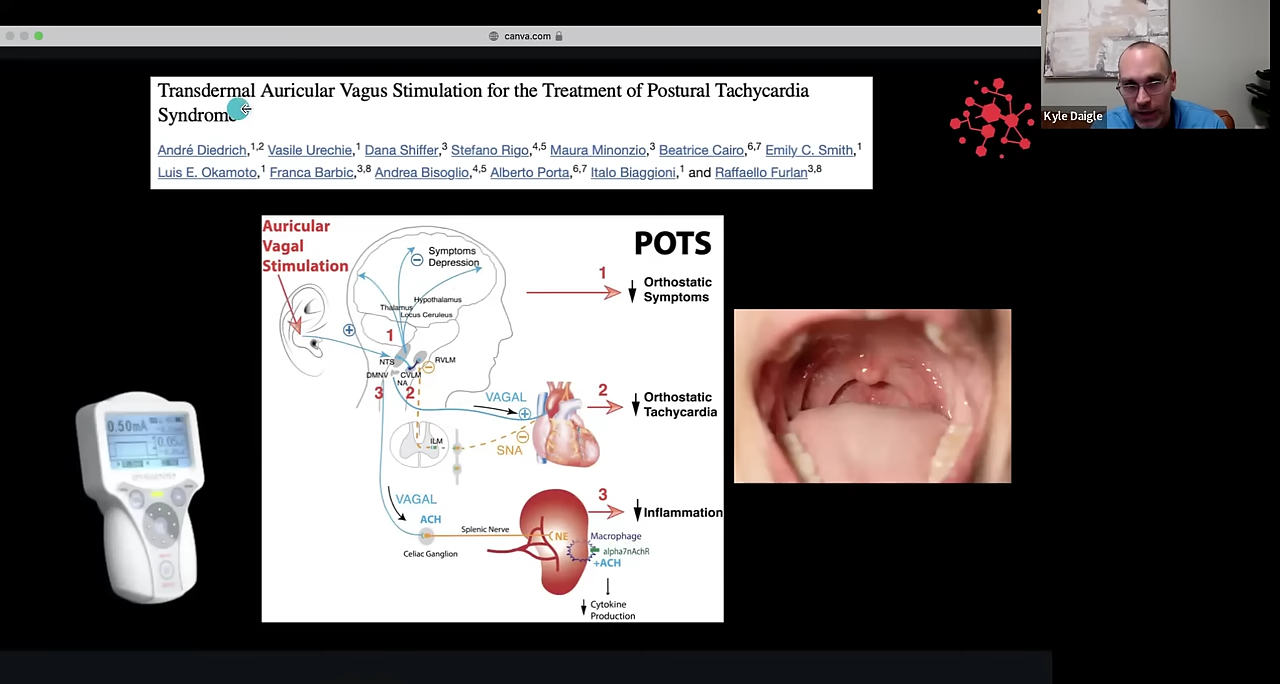 canva.com
Kyle Daigle
Transdermal Auricular Vagus Stimulation for the Treatment of Postural Tachycardia
Syndrome
André Diedrich,1,2 Vasile Urechie,1 Dana Shiffer,3 Stefano Rigo,4,5 Maura Minonzio,3 Beatrice Cairo,6,7 Emily C. Smith,1
Luis E. Okamoto,1 Franca Barbic,3,8 Andrea Bisoglio,4,5 Alberto Porta,6,7 Italo Biaggioni,1 and Raffaello Furlan3,8
Auricular
Vagal
Stimulation
POTS
Symptoms
Depression
Hypothalamus
Thalamus
Locus Ceruleus
1
NTS
RVLM
DMNV
CVLM
NA
3
2
1
Orthostatic
Symptoms
VAGAL
2
Orthostatic
Tachycardia
ILM
SNA
VAGAL
ACH
Splenic Nerve
Celiac Ganglion
NE
3
Inflammation
Macrophage
alpha7nAchR
+ACH
Cytokine
Production
0.50mA